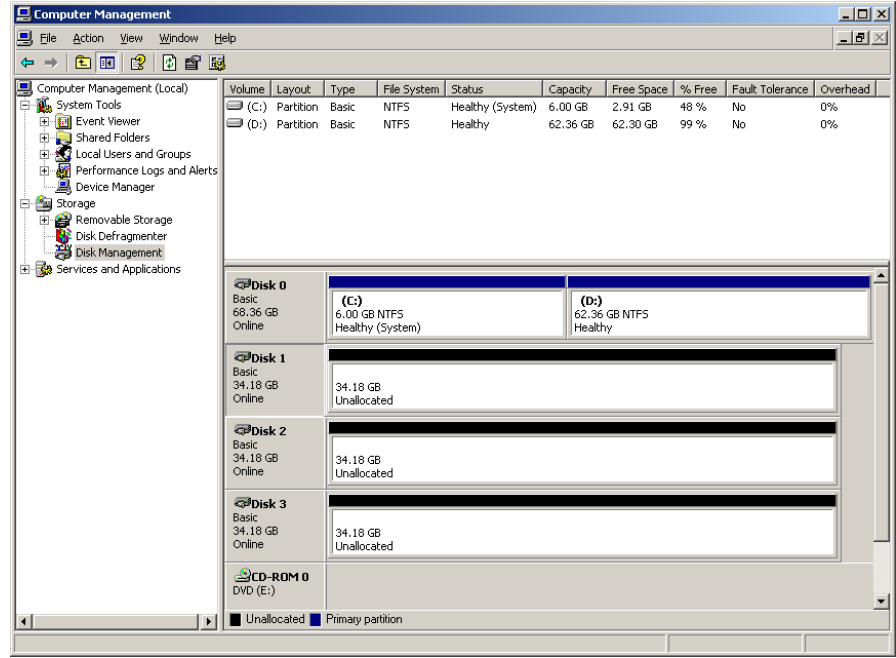 Computer Management
File Action View Window Help
Computer Management (Local)
System Tools
Event Viewer
Shared Folders
Local Users and Groups
Performance Logs and Alerts
Device Manager
Storage
Removable Storage
Disk Defragmenter
Disk Management
Services and Applications
Volume Layout Type File System Status Capacity Free Space % Free Fault Tolerance Overhead
(C:) Partition Basic NTFS Healthy (System) 6.00 GB 2.91 GB 48 % No 0%
(D:) Partition Basic NTFS Healthy 62.36 GB 62.30 GB 99 % No 0%
Disk 0
Basic
68.36 GB
Online
(C:)
6.00 GB NTFS
Healthy (System)
(D:)
62.36 GB NTFS
Healthy
Disk 1
Basic
34.18 GB
Online
34.18 GB
Unallocated
Disk 2
Basic
34.18 GB
Online
34.18 GB
Unallocated
Disk 3
Basic
34.18 GB
Online
34.18 GB
Unallocated
CD-ROM 0
DVD (E:)
Unallocated Primary partition